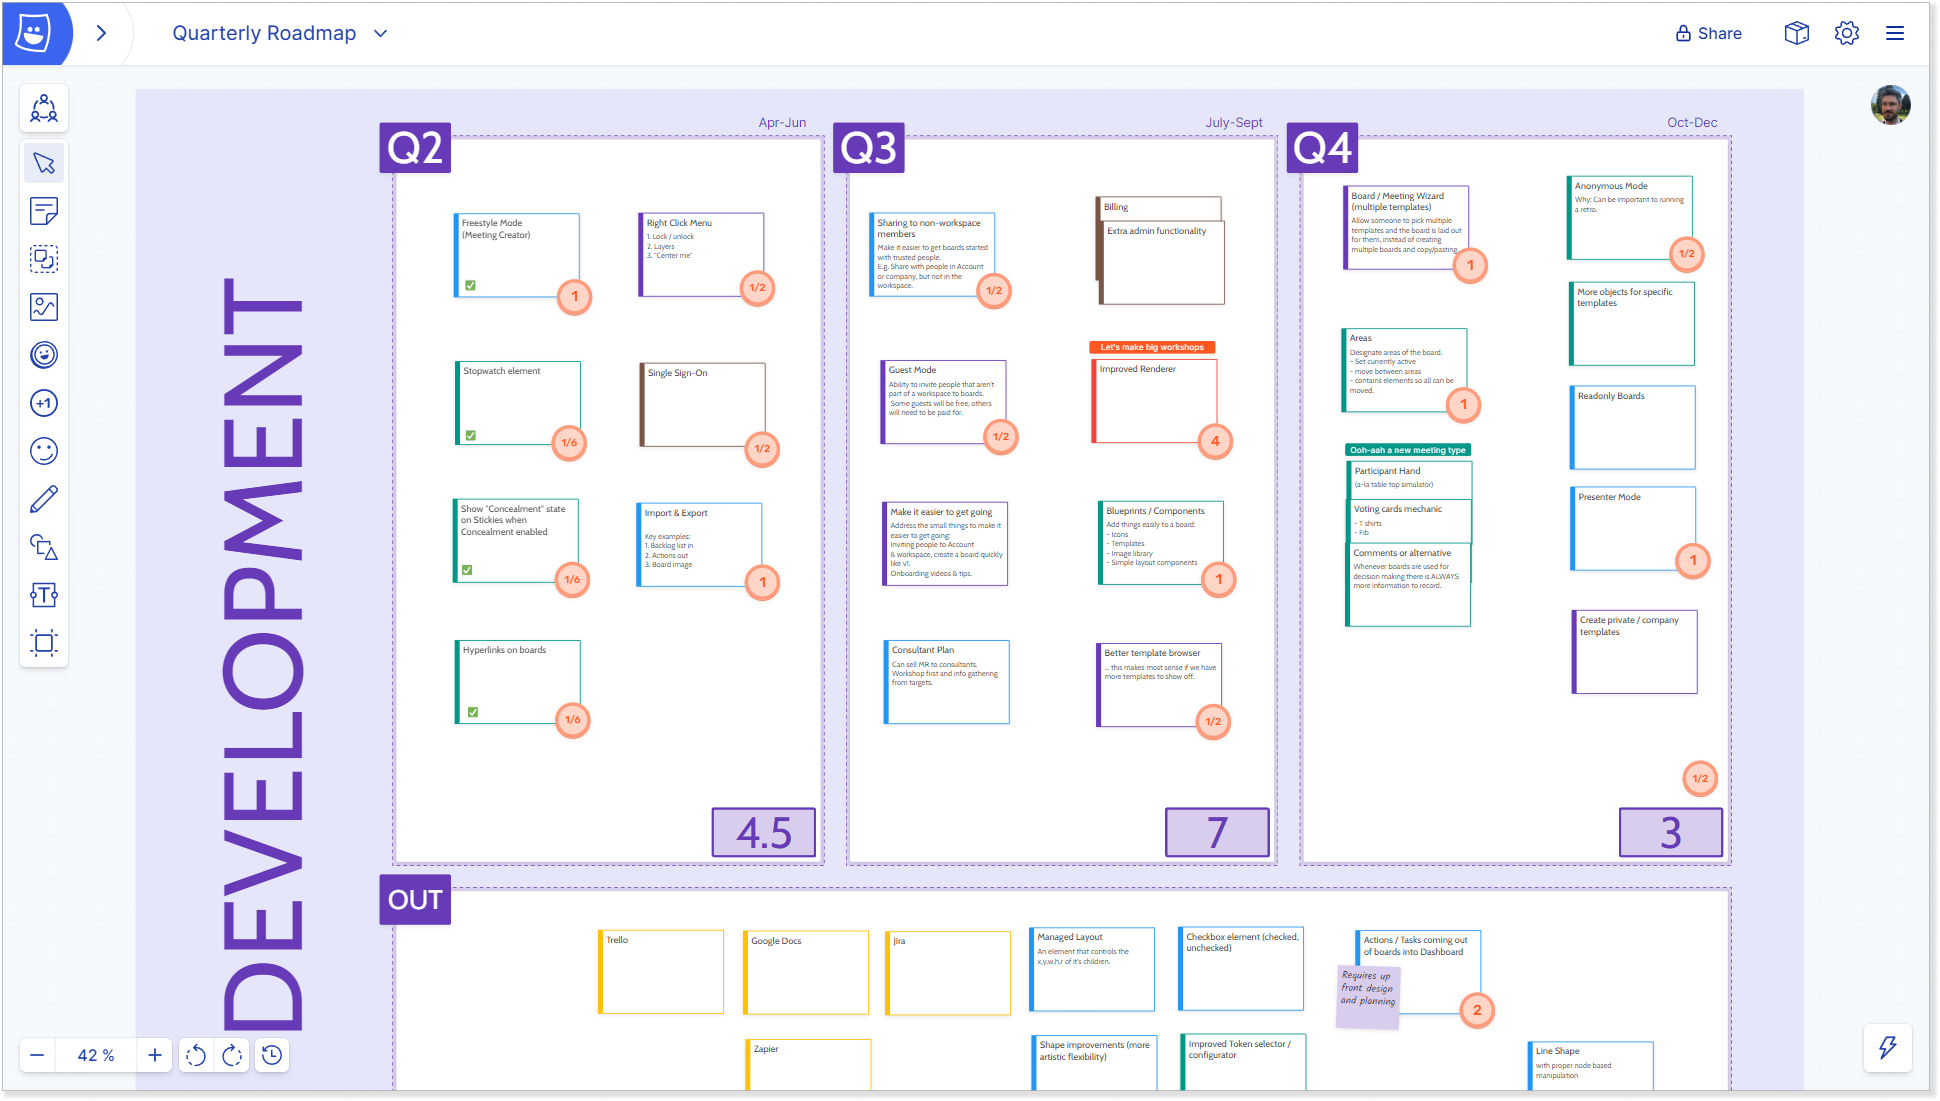 Quarterly Roadmap
Share
DEVELOPMENT
Q2
Apr-Jun
Freestyle Mode
(Meeting Creator)
1
Right Click Menu
1. Lock / unlock
2. Layers
3. "Center me"
1/2
Stopwatch element
1/6
Single Sign-On
1/2
Show "Concealment" state
on Stickies when
Concealment enabled
1/6
Import & Export
Key examples:
1. Backlog list in
2. Actions out
3. Board image
1
Hyperlinks on boards
1/6
4.5
Q3
July-Sept
Sharing to non-workspace
members
Make it easier to get boards started
with trusted people.
E.g. Share with people in Account
or company, but not in the
workspace.
1/2
Billing
Extra admin functionality
Guest Mode
Ability to invite people that aren't
part of a workspace to boards.
Some guests will be free, others
will need to be paid for.
1/2
Let's make big workshops
Improved Renderer
4
Make it easier to get going
Address the small things to make it
easier to get going:
Inviting people to Account
& workspace, create a board quickly
like v1.
Onboarding videos & tips.
Blueprints / Components
Add things easily to a board:
- Icons
- Templates
- Image library
- Simple layout components
1
Consultant Plan
Can sell MR to consultants.
Workshop first and info gathering
from targets.
Better template browser
... this makes most sense if we have
more templates to show off.
1/2
7
Q4
Oct-Dec
Board / Meeting Wizard
(multiple templates)
Allow someone to pick multiple
templates and the board is laid out
for them, instead of creating
multiple boards and copy/pasting
1
Anonymous Mode
Why: Can be important to running
a retro.
1/2
More objects for specific
templates
Areas
Designate areas of the board.
- Set currently active
- move between areas
- contains elements so all can be
moved.
1
Readonly Boards
Ooh-aah a new meeting type
Participant Hand
(a-la table top simulator)
Voting cards mechanic
- T shirts
- Fib
Comments or alternative
Whenever boards are used for
decision making there is ALWAYS
more information to record.
Presenter Mode
1
Create private / company
templates
1/2
3
OUT
Trello
Google Docs
Jira
Managed Layout
An element that controls the
x,y,w,h,r of it's children.
Checkbox element (checked,
unchecked)
Actions / Tasks coming out
of boards into Dashboard
Requires up
front design
and planning
2
Zapier
Shape improvements (more
artistic flexibility)
Improved Token selector /
configurator
Line Shape
with proper node based
manipulation
+1
T
42 %